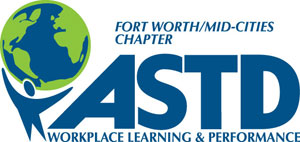 FORT WORTH/MID-CITIES
CHAPTER
ASTD
WORKPLACE LEARNING & PERFORMANCE